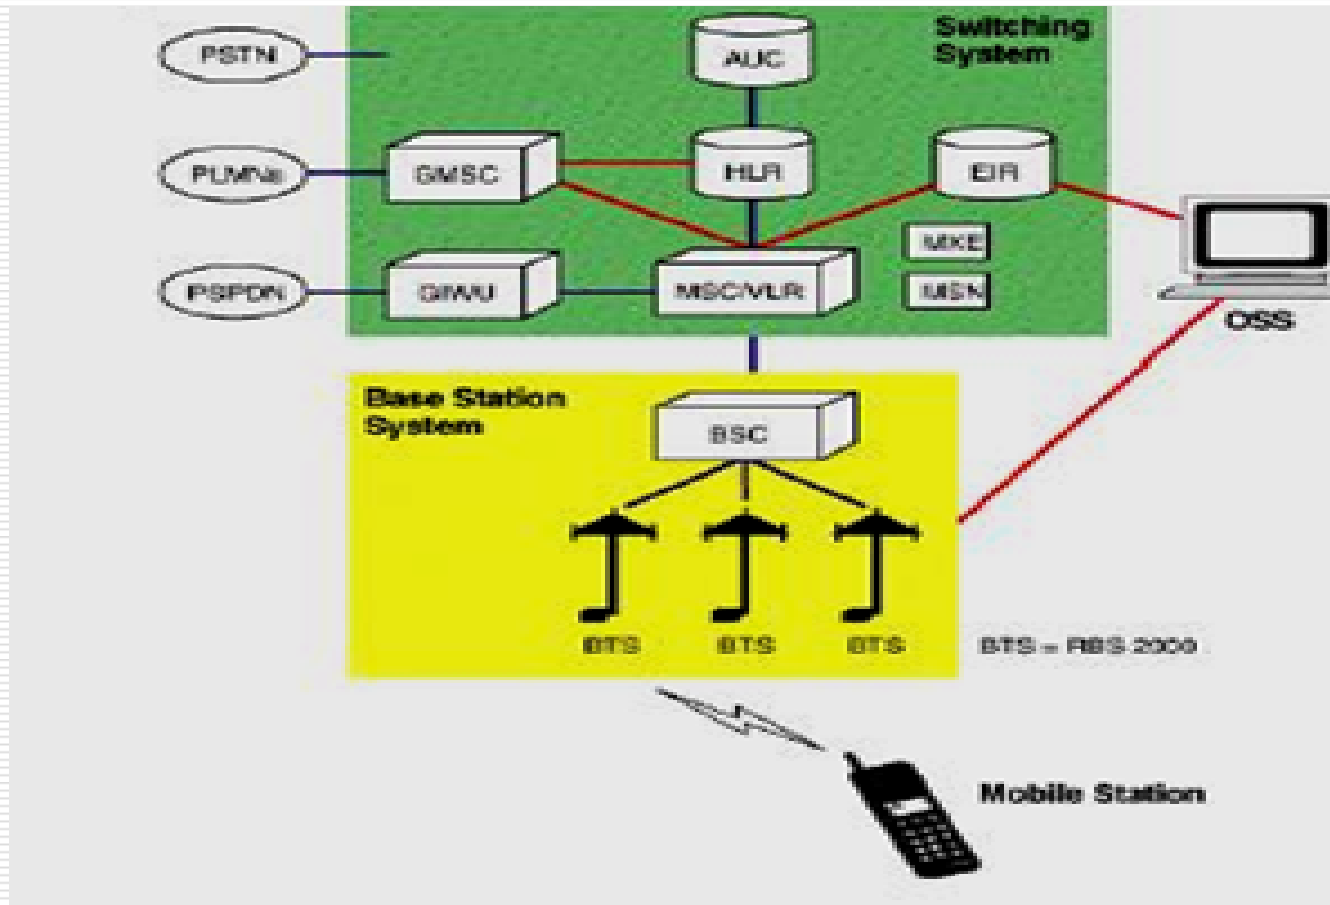 Switching
System
PSTN
AUC
PLMNs
GMSC
HLR
EIR
MXE
PSPDN
GIWU
MSC/VLR
MSN
OSS
Base Station
System
BSC
BTS
BTS
BTS
BTS = RBS 2000
Mobile Station